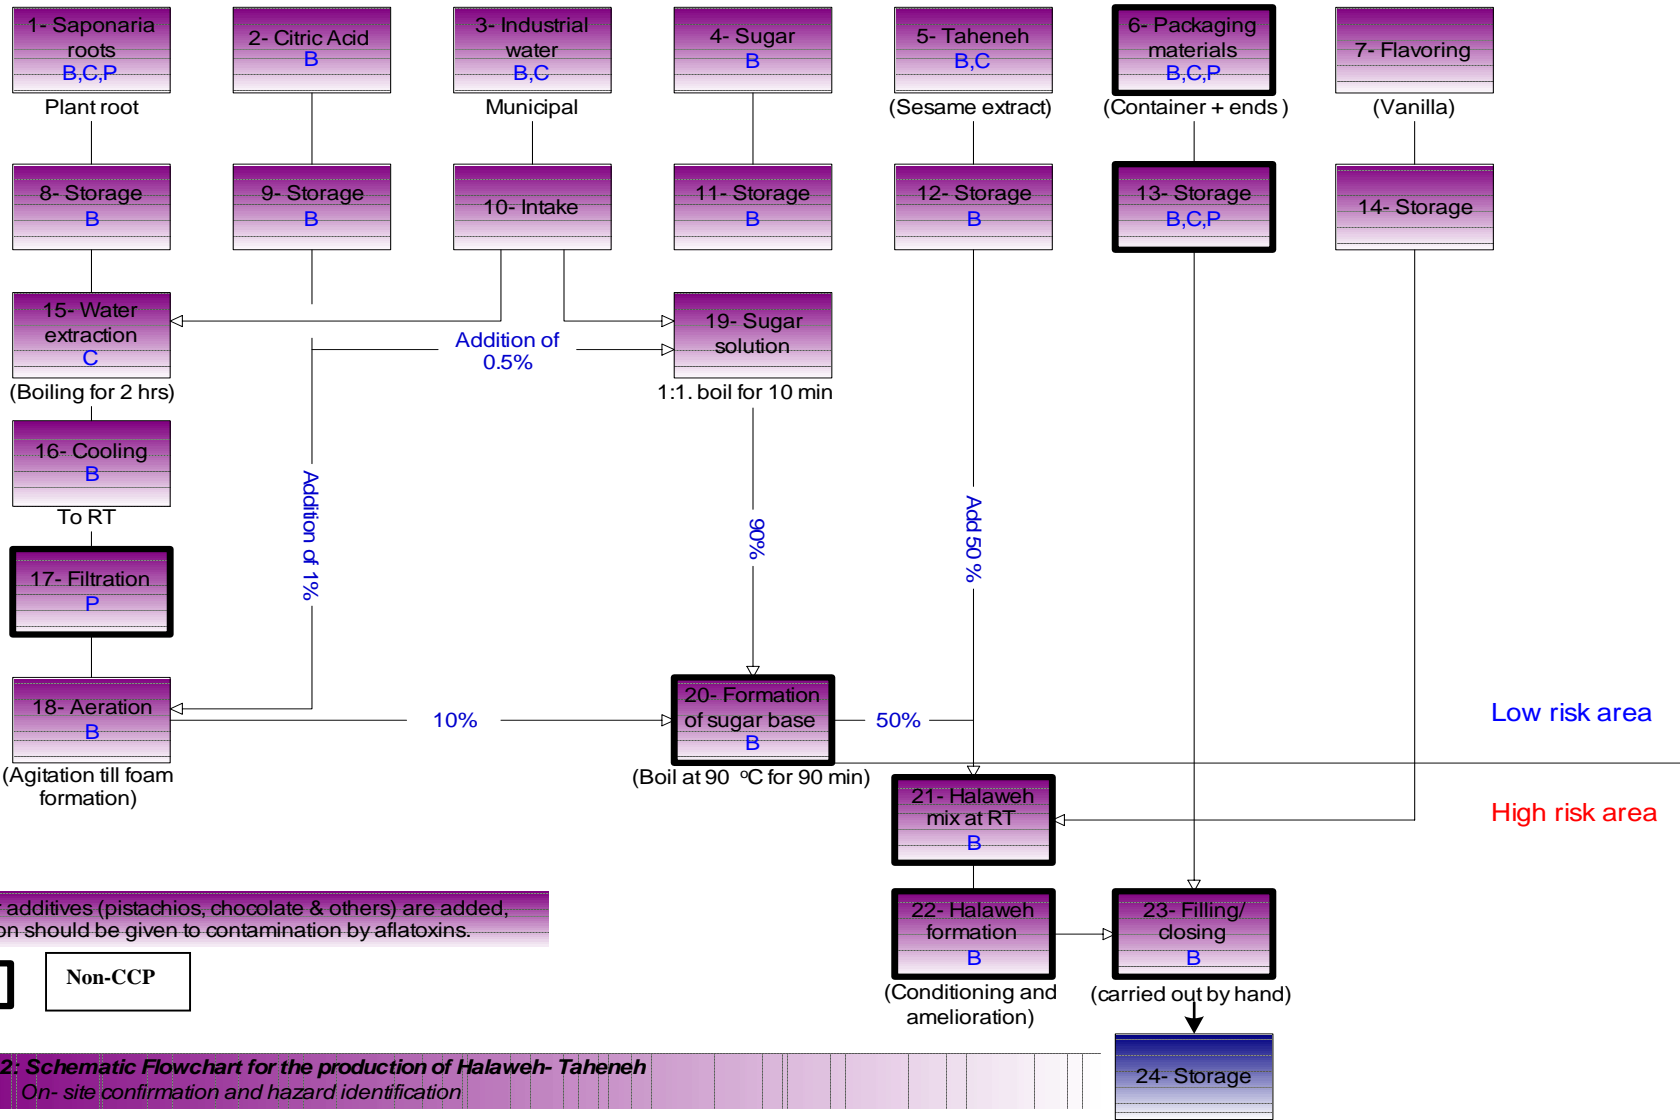 1- Saponaria
roots
B,C,P
Plant root
2- Citric Acid
B
3- Industrial
water
B,C
Municipal
4- Sugar
B
5- Taheneh
B,C
(Sesame extract)
6- Packaging
materials
B,C,P
(Container + ends )
7- Flavoring
(Vanilla)
8- Storage
B
9- Storage
B
10- Intake
11- Storage
B
12- Storage
B
13- Storage
B,C,P
14- Storage
15- Water
extraction
C
(Boiling for 2 hrs)
Addition of
0.5%
19- Sugar
solution
1:1. boil for 10 min
16- Cooling
B
To RT
Addition of 1%
90%
Add 50 %
17- Filtration
P
18- Aeration
B
(Agitation till foam
formation)
10%
20- Formation
of sugar base
B
(Boil at 90 °C for 90 min)
50%
Low risk area
21- Halaweh
mix at RT
B
High risk area
additives (pistachios, chocolate & others) are added,
on should be given to contamination by aflatoxins.
22- Halaweh
formation
B
(Conditioning and
amelioration)
23- Filling/
closing
B
(carried out by hand)
Non-CCP
2: Schematic Flowchart for the production of Halaweh- Taheneh
On- site confirmation and hazard identification
24- Storage